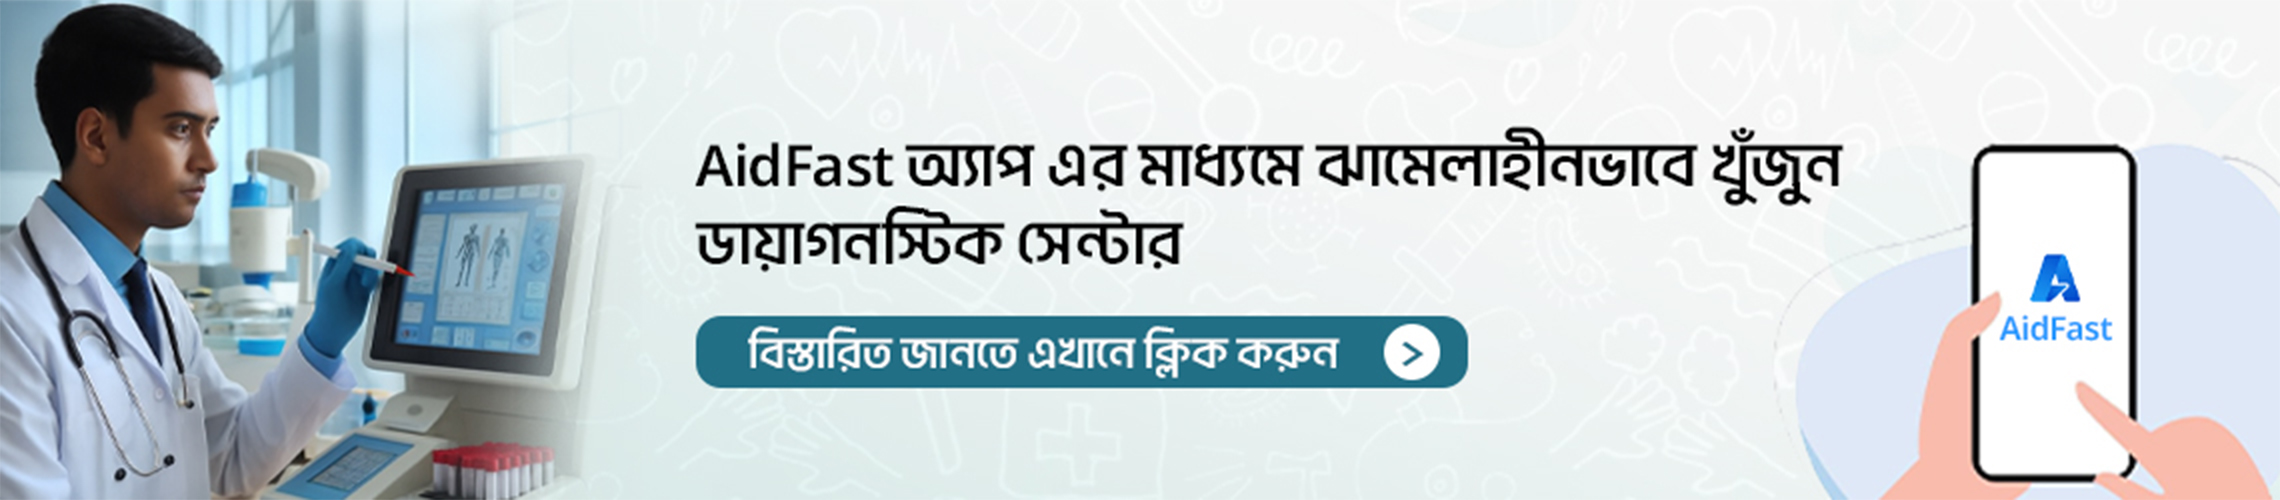 AidFast অ্যাপ এর মাধ্যমে ঝামেলাহীনভাবে খুঁজুন
ডায়াগনস্টিক সেন্টার
বিস্তারিত জানতে এখানে ক্লিক করুন
AidFast